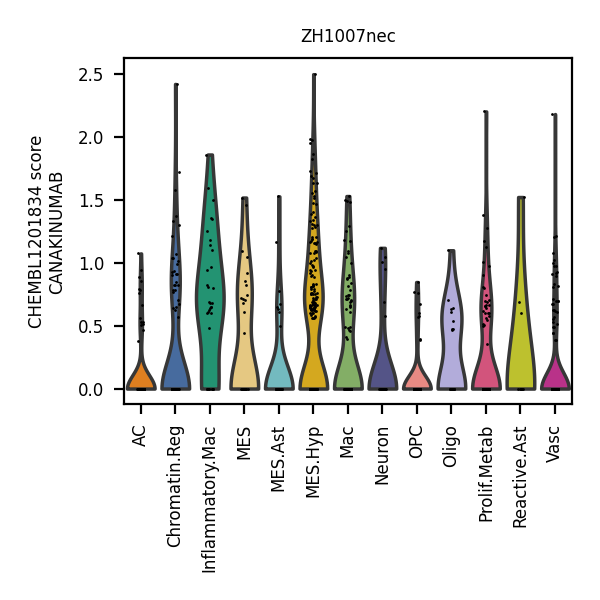 ZH1007nec
CHEMBL1201834 score
CANAKINUMAB
2.5
2.0
1.5
1.0
0.5
0.0
AC
Chromatin.Reg
Inflammatory.Mac
MES
MES.Ast
MES.Hyp
Mac
Neuron
OPC
Oligo
Prolif.Metab
Reactive.Ast
Vasc